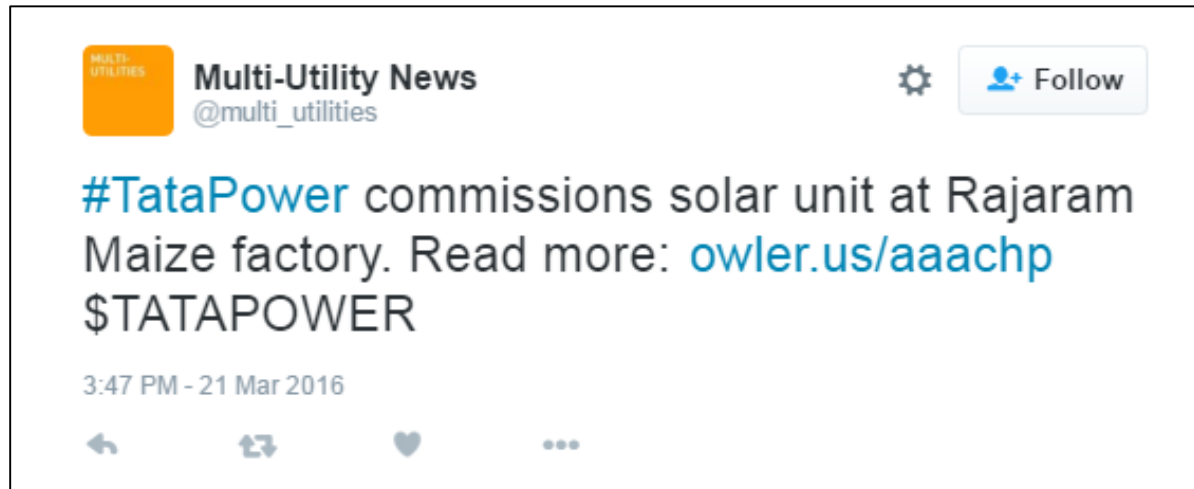 MULTI-
UTILITIES
Multi-Utility News
@multi_utilities
Follow
#TataPower commissions solar unit at Rajaram
Maize factory. Read more: owler.us/aaachp
$TATAPOWER
3:47 PM - 21 Mar 2016